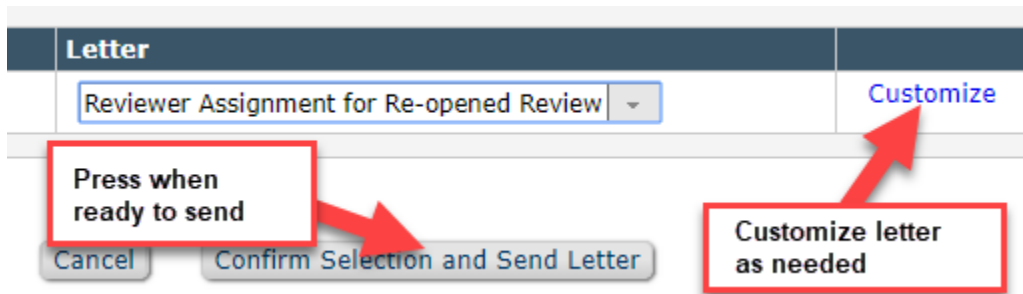 Letter
Reviewer Assignment for Re-opened Review
Customize
Press when
ready to send
Customize letter
as needed
Cancel
Confirm Selection and Send Letter